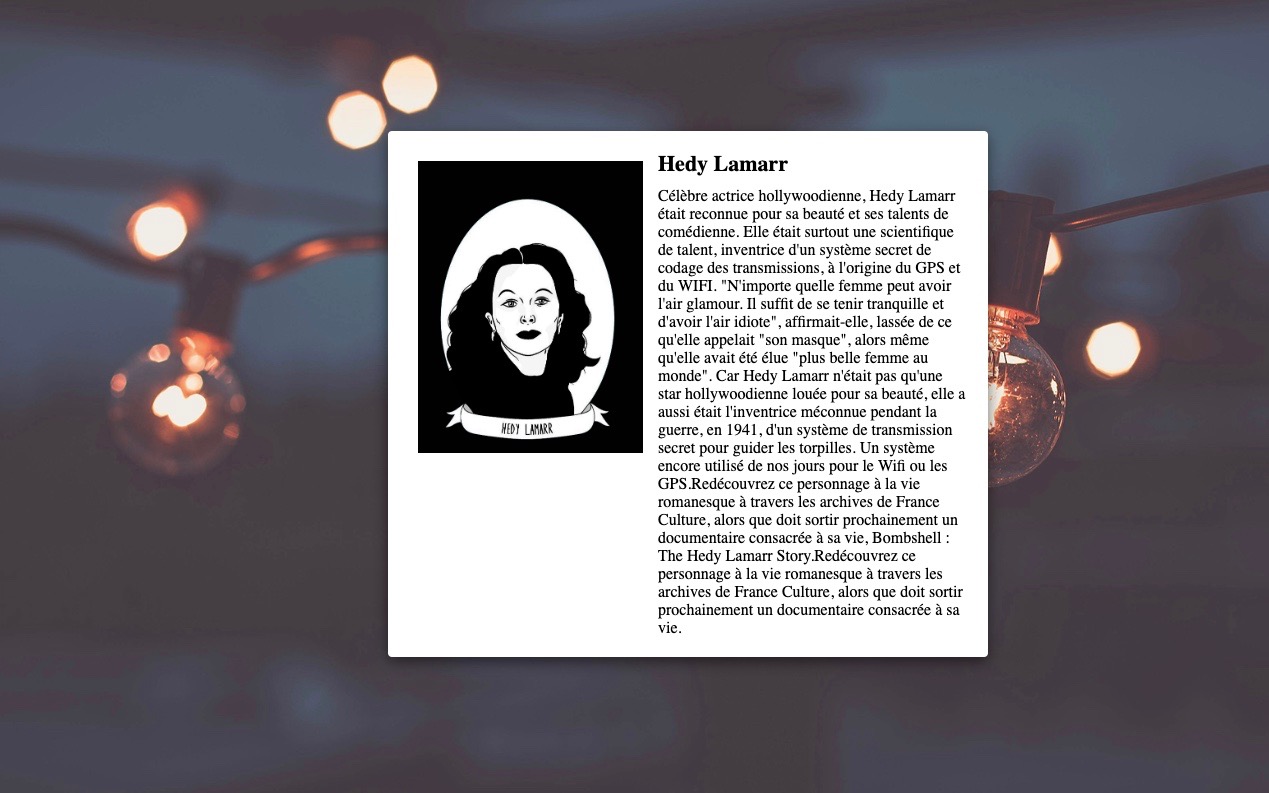 Hedy Lamarr
Célèbre actrice hollywoodienne, Hedy Lamarr
était reconnue pour sa beauté et ses talents de
comédienne. Elle était surtout une scientifique
de talent, inventrice d'un système secret de
codage des transmissions, à l'origine du GPS et
du WIFI. "N'importe quelle femme peut avoir
l'air glamour. Il suffit de se tenir tranquille et
d'avoir l'air idiote", affirmait-elle, lassée de ce
qu'elle appelait "son masque", alors même
qu'elle avait été élue "plus belle femme au
monde". Car Hedy Lamarr n'était pas qu'une
star hollywoodienne louée pour sa beauté, elle a
aussi était l'inventrice méconnue pendant la
guerre, en 1941, d'un système de transmission
secret pour guider les torpilles. Un système
encore utilisé de nos jours pour le Wifi ou les
GPS.Redécouvrez ce personnage à la vie
romanesque à travers les archives de France
Culture, alors que doit sortir prochainement un
documentaire consacrée à sa vie, Bombshell :
The Hedy Lamarr Story.Redécouvrez ce
personnage à la vie romanesque à travers les
archives de France Culture, alors que doit sortir
prochainement un documentaire consacrée à sa
vie.
HEDY LAMARR